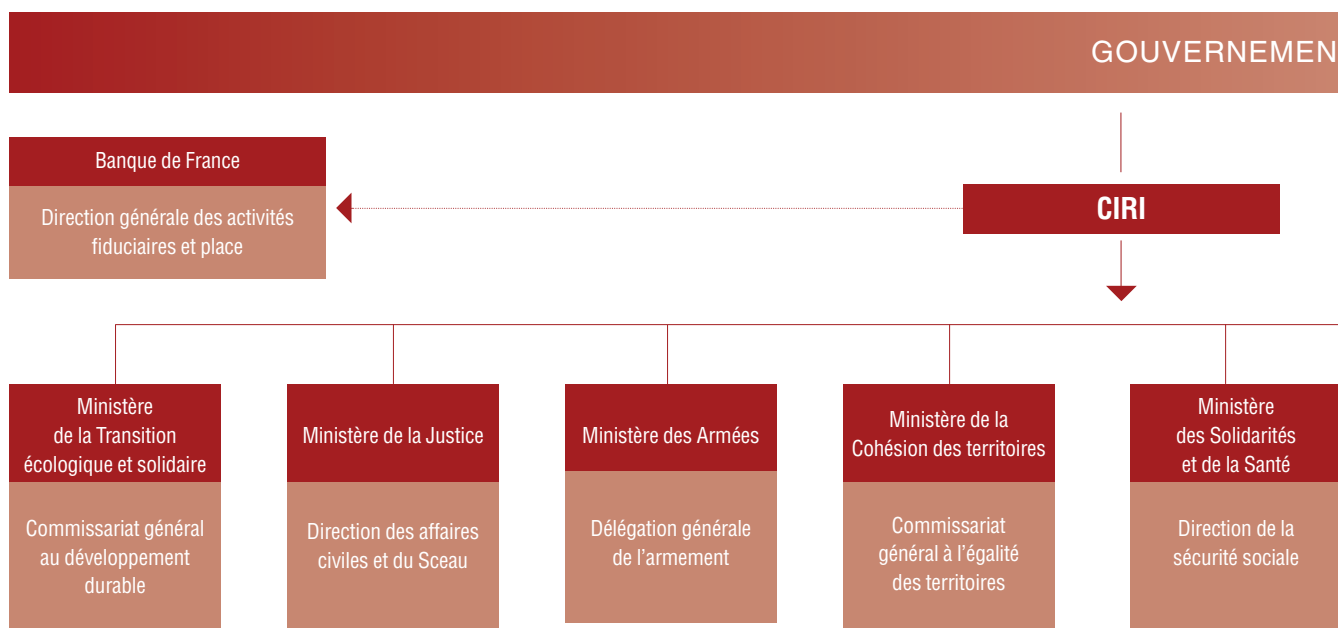 GOUVERNEMEN
Banque de France
Direction générale des activités
fiduciaires et place
CIRI
Ministère
de la Transition
écologique et solidaire
Commissariat général
au développement
durable
Ministère de la Justice
Direction des affaires
civiles et du Sceau
Ministère des Armées
Délégation générale
de l'armement
Ministère de la
Cohésion des territoires
Commissariat
général à l'égalité
des territoires
Ministère
des Solidarités
et de la Santé
Direction de la
sécurité sociale